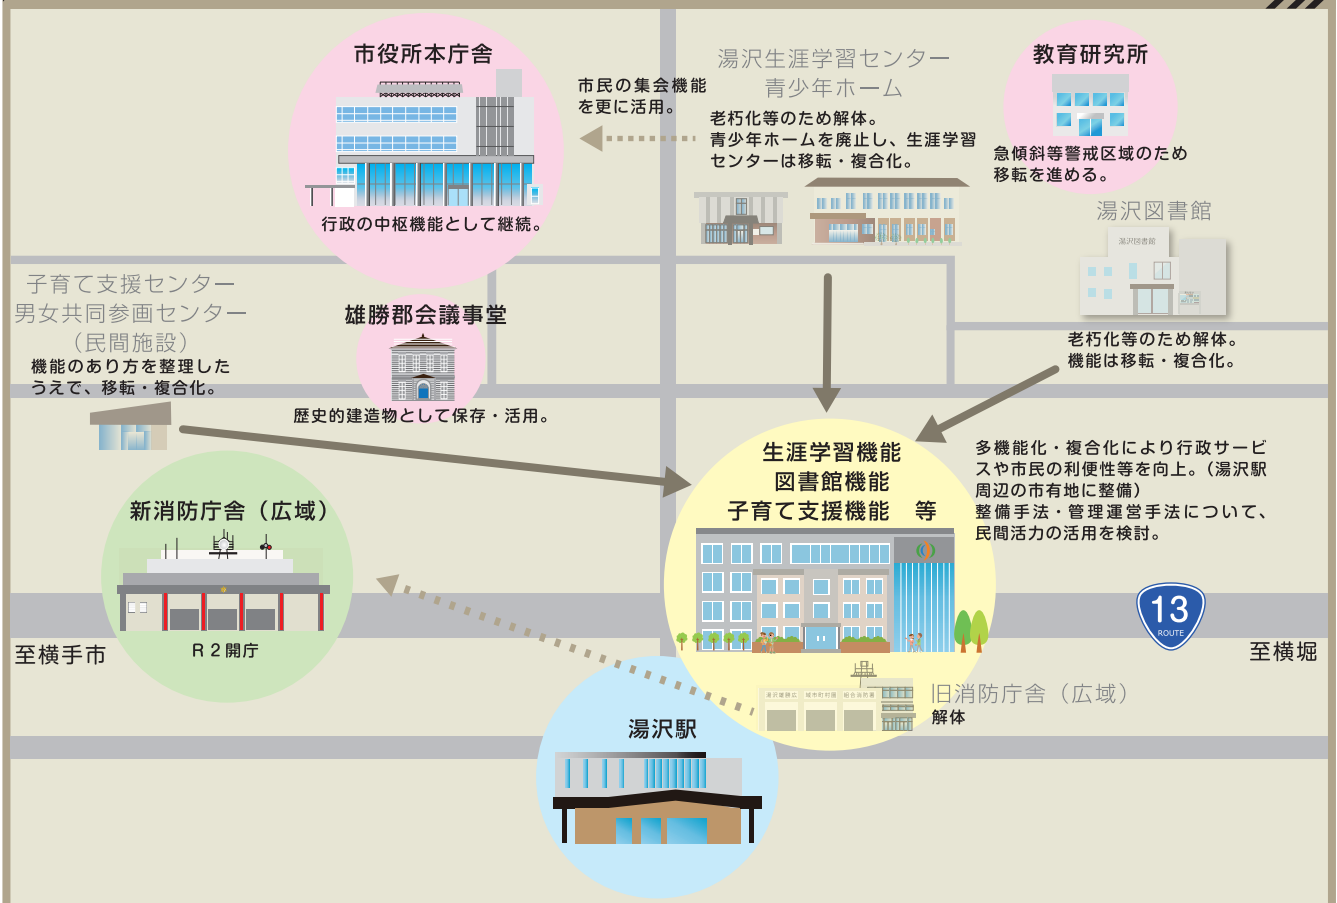 市役所本庁舎
行政の中枢機能として継続。
市民の集会機能
を更に活用。
湯沢生涯学習センター
青少年ホーム
老朽化等のため解体。
青少年ホームを廃止し、生涯学習
センターは移転・複合化。
教育研究所
急傾斜等警戒区域のため
移転を進める。
湯沢図書館
湯沢図書館
老朽化等のため解体。
機能は移転・複合化。
子育て支援センター
男女共同参画センター
（民間施設）
機能のあり方を整理した
うえで、移転・複合化。
雄勝郡会議事堂
歴史的建造物として保存・活用。
生涯学習機能
図書館機能
子育て支援機能　等
多機能化・複合化により行政サービ
スや市民の利便性等を向上。（湯沢駅
周辺の市有地に整備）
整備手法・管理運営手法について、
民間活力の活用を検討。
新消防庁舎（広域）
R２開庁
至横手市
13
ROUTE
至横堀
湯沢雄勝広 域市町村圏 組合消防署
旧消防庁舎（広域）
解体
湯沢駅